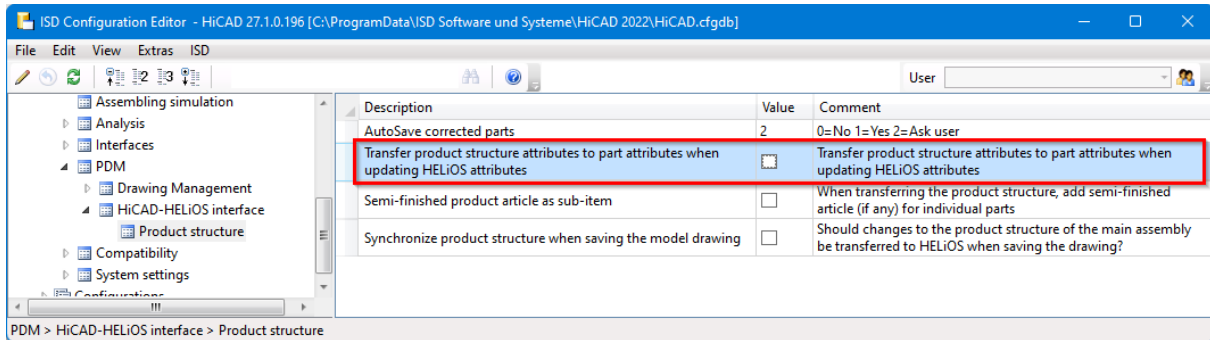 ISD Configuration Editor - HiCAD 27.1.0.196 [C:\ProgramData\ISD Software und Systeme\HiCAD 2022\HiCAD.cfgdb]
File Edit View Extras ISD
User
Assembling simulation
Analysis
Interfaces
PDM
Drawing Management
HiCAD-HELiOS interface
Product structure
Compatibility
System settings
Configurations
Description Value Comment
AutoSave corrected parts 2 0=No 1=Yes 2=Ask user
Transfer product structure attributes to part attributes when Transfer product structure attributes to part attributes when
updating HELiOS attributes updating HELiOS attributes
Semi-finished product article as sub-item When transferring the product structure, add semi-finished
article (if any) for individual parts
Synchronize product structure when saving the model drawing Should changes to the product structure of the main assembly
be transferred to HELiOS when saving the drawing?
PDM > HiCAD-HELiOS interface > Product structure